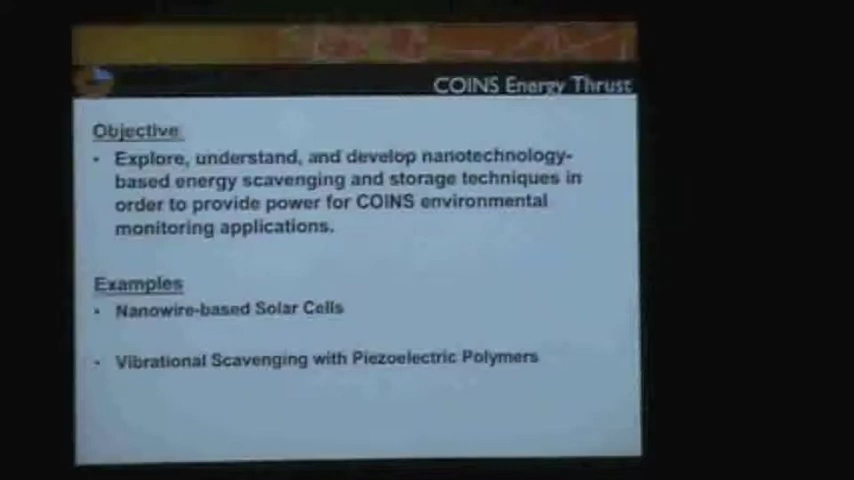 COINS Energy Thrust
Objective
• Explore, understand, and develop nanotechnology-
based energy scavenging and storage techniques in
order to provide power for COINS environmental
monitoring applications.
Examples
• Nanowire-based Solar Cells
• Vibrational Scavenging with Piezoelectric Polymers